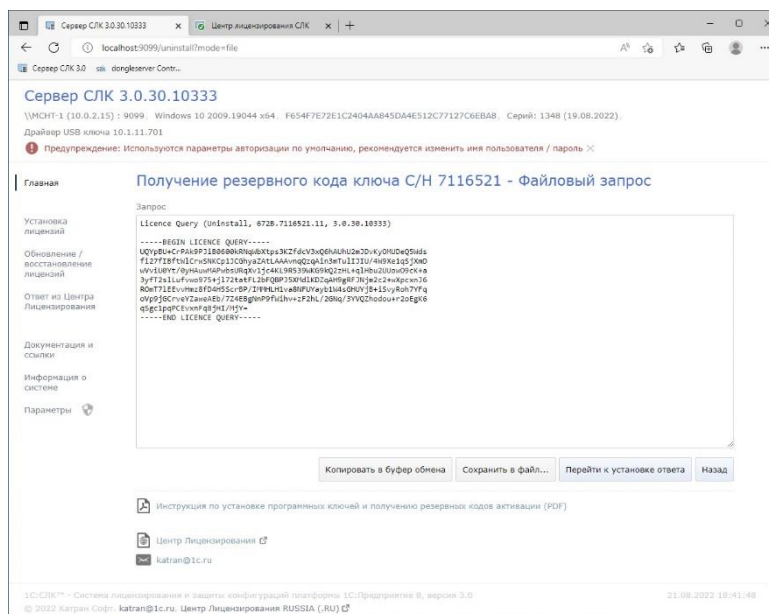 Сервер СЛК 3.0.30.10333
Центр лицензирования СЛК
localhost:9099/uninstall?mode=file
Сервер СЛК 3.0
dongleserver Contr...
Сервер СЛК 3.0.30.10333
\\MCHT-1 (10.0.2.15) : 9099, Windows 10 2009.19044 x64, F654F7E72E1C2404AA845DA4E512C77127C6EBA8, Серий: 1348 (19.08.2022),
Драйвер USB ключа 10.1.11.701
Предупреждение: Используются параметры авторизации по умолчанию, рекомендуется изменить имя пользователя / пароль
Главная
Установка
лицензий
Обновление /
восстановление
лицензий
Ответ из Центра
Лицензирования
Документация и
ссылки
Информация о
системе
Параметры
Получение резервного кода ключа С/Н 7116521 - Файловый запрос
Запрос
Licence Query (Uninstall, 672B.7116521.11, 3.0.30.10333)
-----BEGIN LICENCE QUERY-----
-----END LICENCE QUERY-----
Копировать в буфер обмена
Сохранить в файл...
Перейти к установке ответа
Назад
Инструкция по установке программных ключей и получению резервных кодов активации (PDF)
Центр Лицензирования
katran@1c.ru
1С:СЛК™ - Система лицензирования и защиты конфигураций платформы 1С:Предприятие 8, версия 3.0
21.08.2022 18:41:48
© 2022 Катран Софт, katran@1c.ru, Центр Лицензирования RUSSIA (.RU)